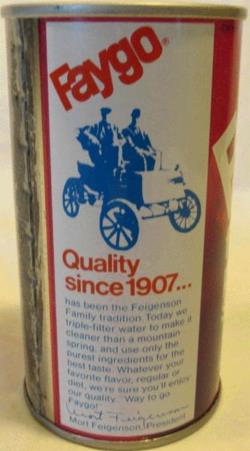 Faygo®
Quality
since 1907...
has been the Feigenson
Family tradition. Today we
triple-filter water to make it
cleaner than a mountain
spring, and use only the
purest ingredients for the
best taste. Whatever your
favorite flavor, regular or
diet, we're sure you'll enjoy
our quality. Way to go
Faygo!
Mort Feigenson
Mort Feigenson, President